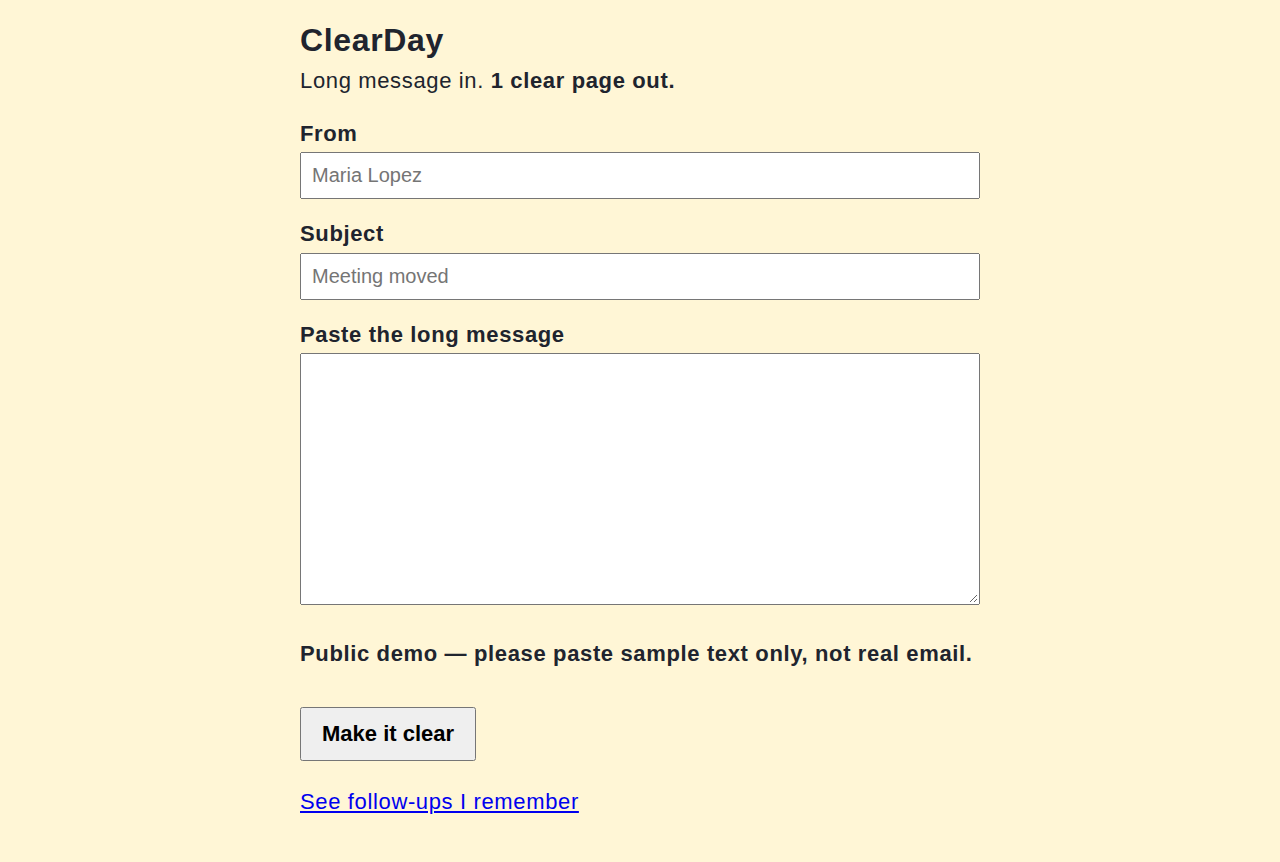 ClearDay
Long message in. 1 clear page out.
From
Maria Lopez
Subject
Meeting moved
Paste the long message
Public demo — please paste sample text only, not real email.
Make it clear
See follow-ups I remember